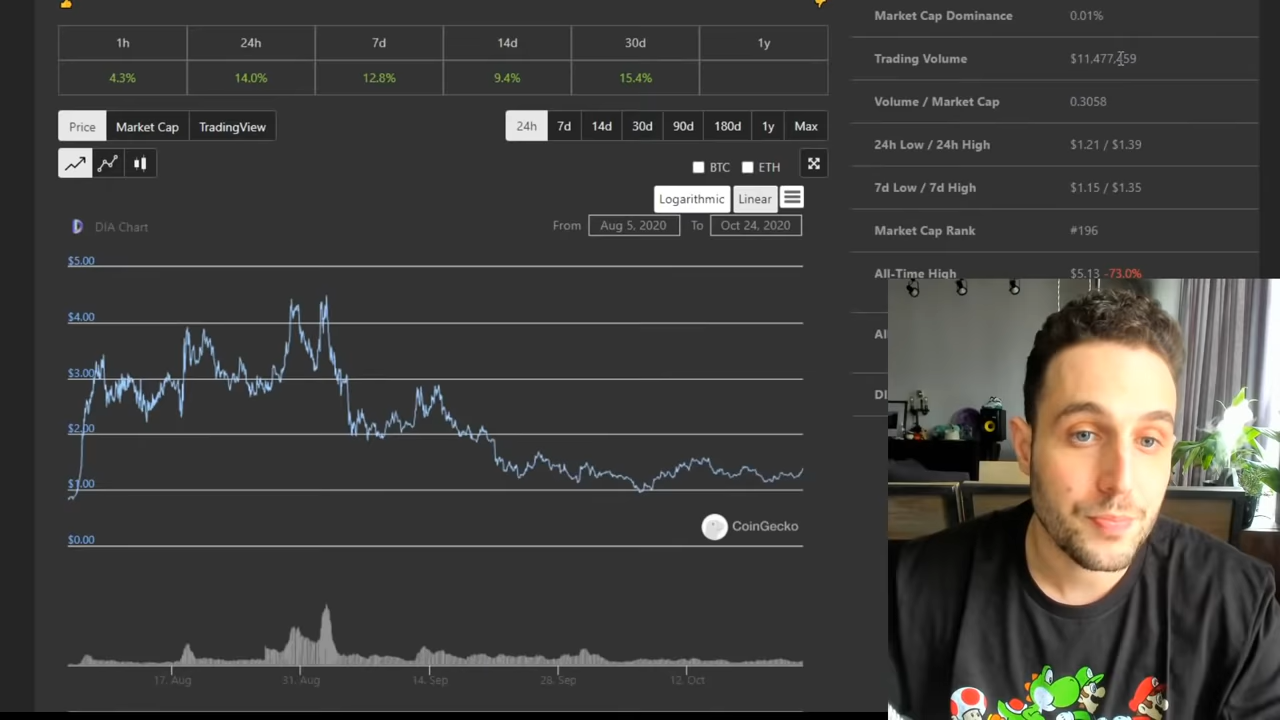 1h 24h 7d 14d 30d 1y
4.3% 14.0% 12.8% 9.4% 15.4%
Price Market Cap TradingView
24h 7d 14d 30d 90d 180d 1y Max
BTC ETH
Logarithmic Linear
DIA Chart
From Aug 5, 2020 To Oct 24, 2020
$5.00
$4.00
$3.00
$2.00
$1.00
$0.00
CoinGecko
17. Aug 31. Aug 14. Sep 28. Sep 12. Oct
Market Cap Dominance 0.01%
Trading Volume $11,477,459
Volume / Market Cap 0.3058
24h Low / 24h High $1.21 / $1.39
7d Low / 7d High $1.15 / $1.35
Market Cap Rank #196
All-Time High $5.13 -73.0%